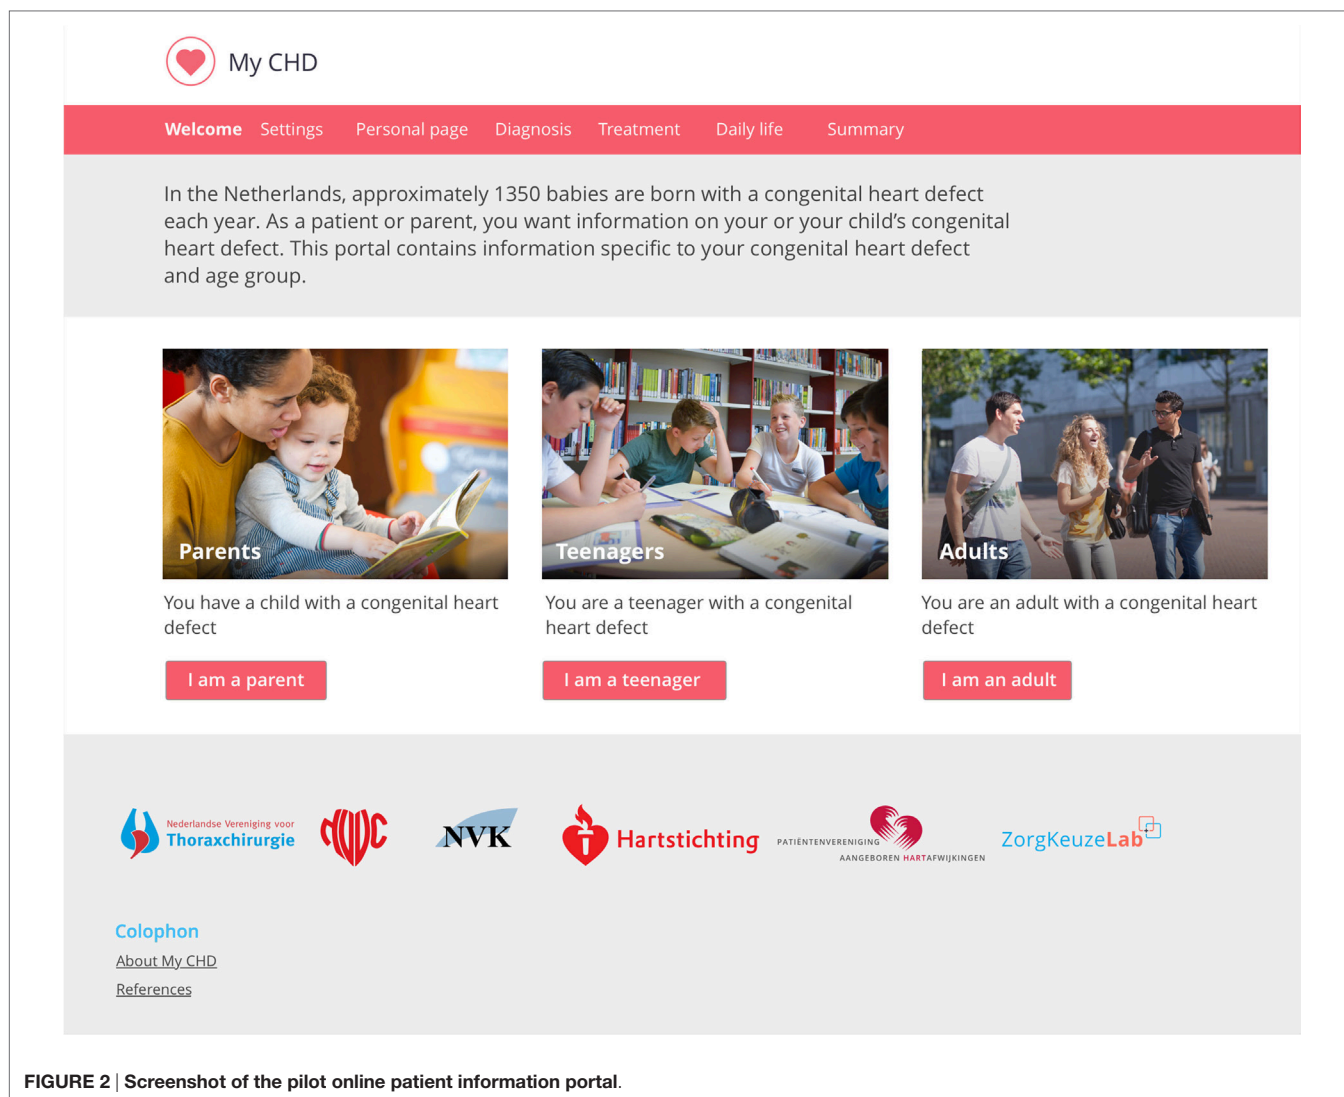 My CHD
Welcome Settings Personal page Diagnosis Treatment Daily life Summary
In the Netherlands, approximately 1350 babies are born with a congenital heart defect
each year. As a patient or parent, you want information on your or your child’s congenital
heart defect. This portal contains information specific to your congenital heart defect
and age group.
Parents
You have a child with a congenital heart
defect
I am a parent
Teenagers
You are a teenager with a congenital
heart defect
I am a teenager
Adults
You are an adult with a congenital heart
defect
I am an adult
Nederlandse Vereniging voor
Thoraxchirurgie
NVVC
NVK
Hartstichting
PATIËNTENVERENIGING
AANGEBOREN HARTAFWIJKINGEN
ZorgKeuzeLab
Colophon
About My CHD
References
FIGURE 2 | Screenshot of the pilot online patient information portal.